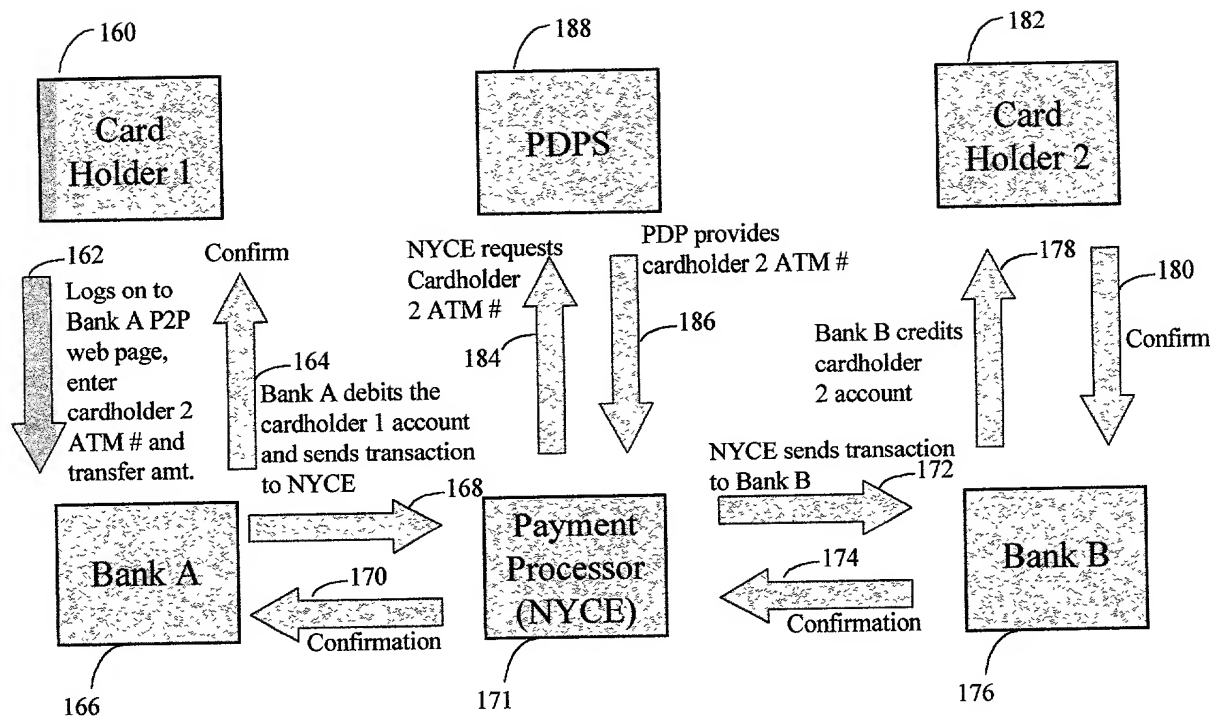 160
188
182
Card
Holder 1
PDPS
Card
Holder 2
162
Logs on to
Bank A P2P
web page,
enter
cardholder 2
ATM # and
transfer amt.
Confirm
164
Bank A debits the
cardholder 1 account
and sends transaction
to NYCE
NYCE requests
Cardholder
2 ATM #
184
PDP provides
cardholder 2 ATM #
186
Bank B credits
cardholder
2 account
178
180
Confirm
168
NYCE sends transaction
to Bank B
172
Bank A
170
Confirmation
Payment
Processor
(NYCE)
174
Confirmation
Bank B
166
171
176